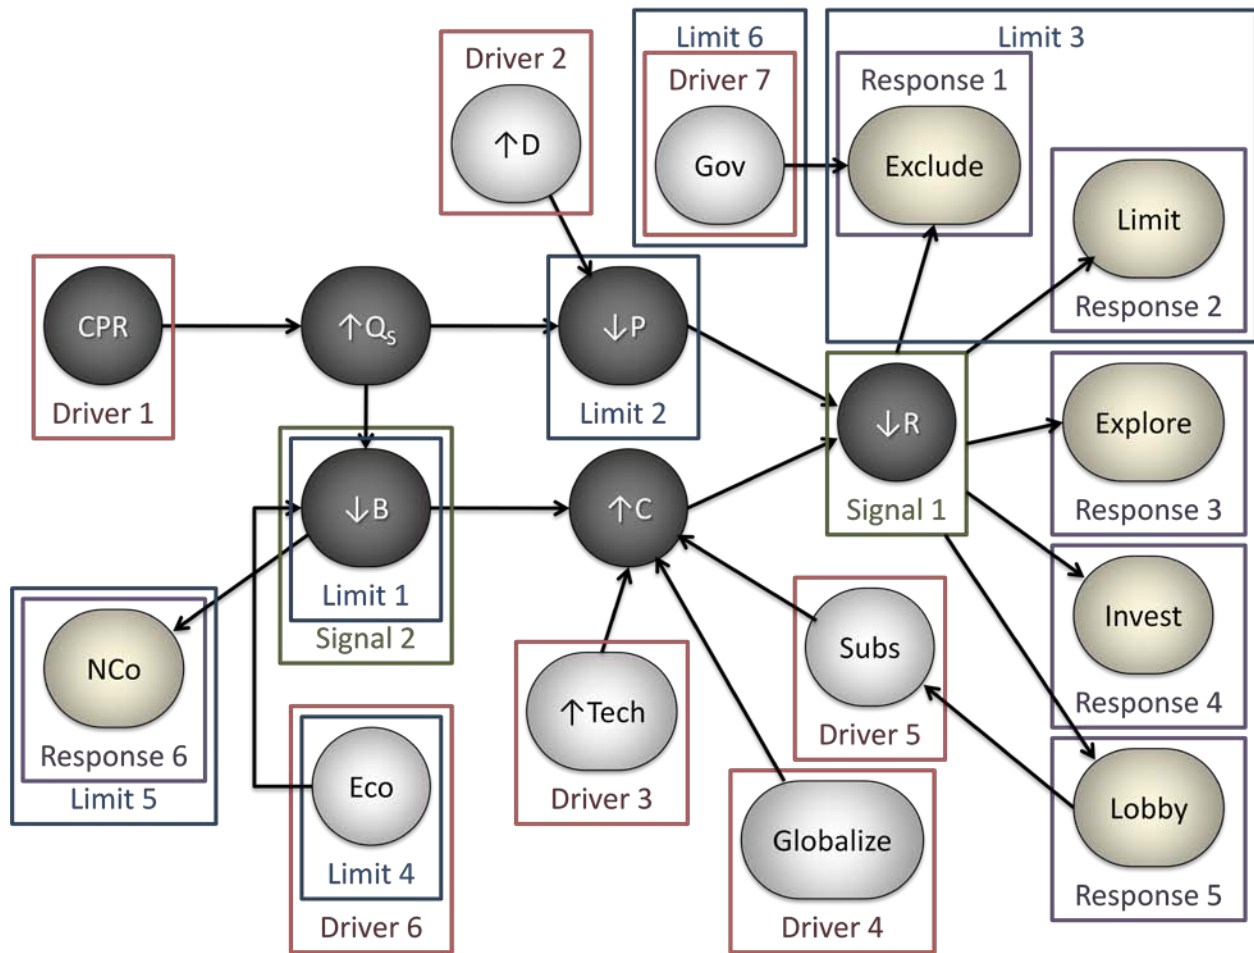 Limit 6
Limit 3
Driver 2
Driver 7
Response 1
↑D
Gov
Exclude
Limit
Response 2
CPR
↑Qs
↓P
Driver 1
Limit 2
↓R
Explore
Signal 1
Response 3
↓B
↑C
Limit 1
Signal 2
NCo
Response 6
Limit 5
↑Tech
Driver 3
Subs
Driver 5
Invest
Response 4
Eco
Limit 4
Driver 6
Globalize
Driver 4
Lobby
Response 5